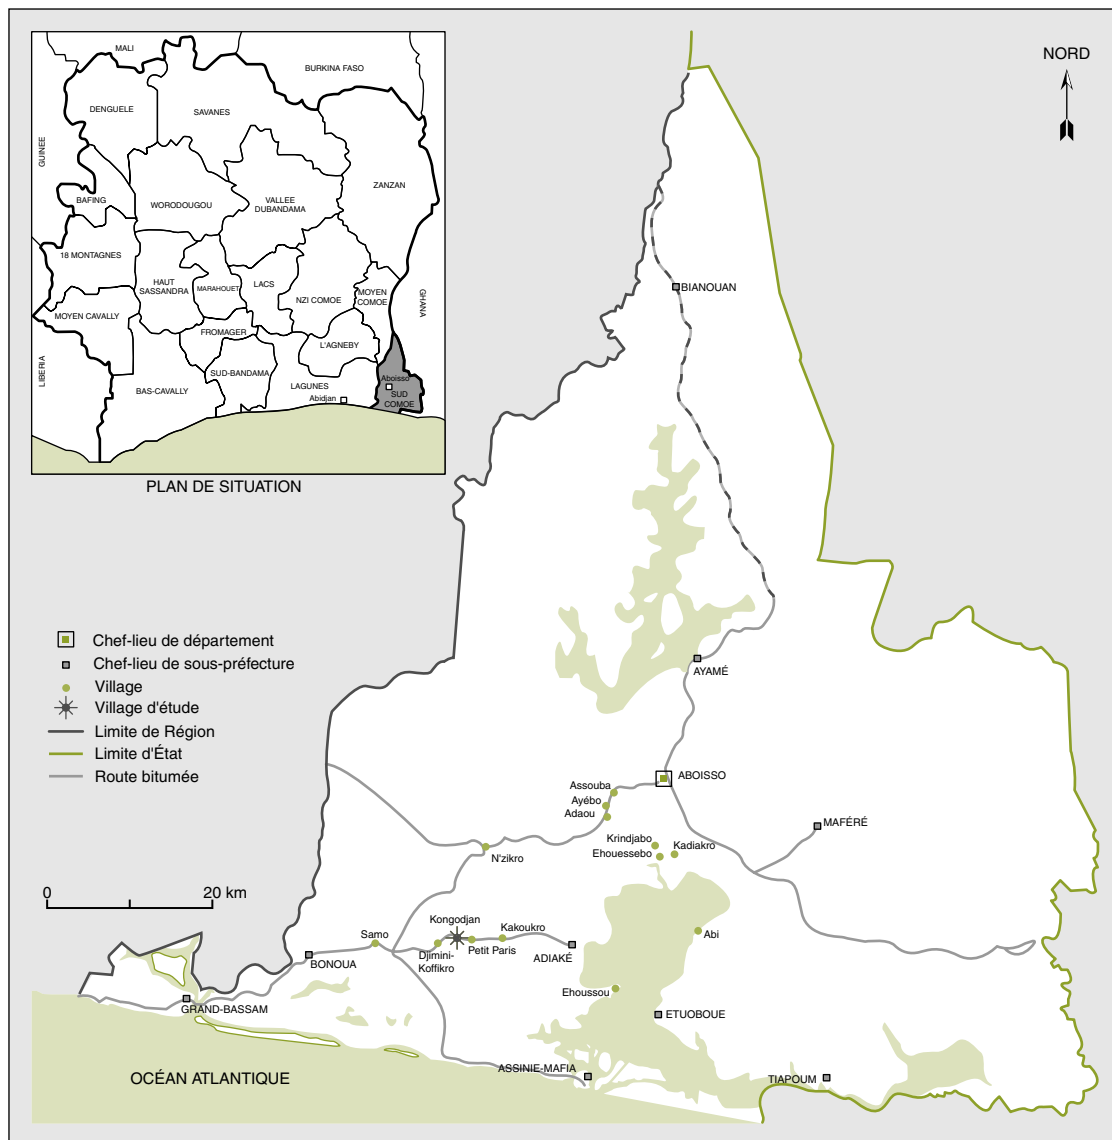 MALI
BURKINA FASO
DENGUELE
SAVANES
GUINEE
BAFING
WORODOUGOU
VALLEE
DUBANDAMA
ZANZAN
18 MONTAGNES
HAUT
SASSANDRA
MARAHOUET
LACS
NZI COMOE
MOYEN
COMOE
GHANA
MOYEN CAVALLY
FROMAGER
L'AGNEBY
LIBERIA
BAS-CAVALLY
SUD-BANDAMA
LAGUNES
Abidjan
Aboisso
SUD
COMOE
PLAN DE SITUATION
NORD
BIANOUAN
AYAMÉ
Chef-lieu de département
Chef-lieu de sous-préfecture
Village
Village d'étude
Limite de Région
Limite d'État
Route bitumée
0 20 km
ABOISSO
Assouba
Ayébo
Adaou
MAFÉRÉ
Krindjabo
Ehouessebo
Kadiakro
N'zikro
Kongodjan
Kakoukro
Samo
Djimini-
Koffikro
Petit Paris
ADIAKÉ
Abi
BONOUA
Ehoussou
GRAND-BASSAM
ETUOBOUE
ASSINIE-MAFIA
TIAPOUM
OCÉAN ATLANTIQUE